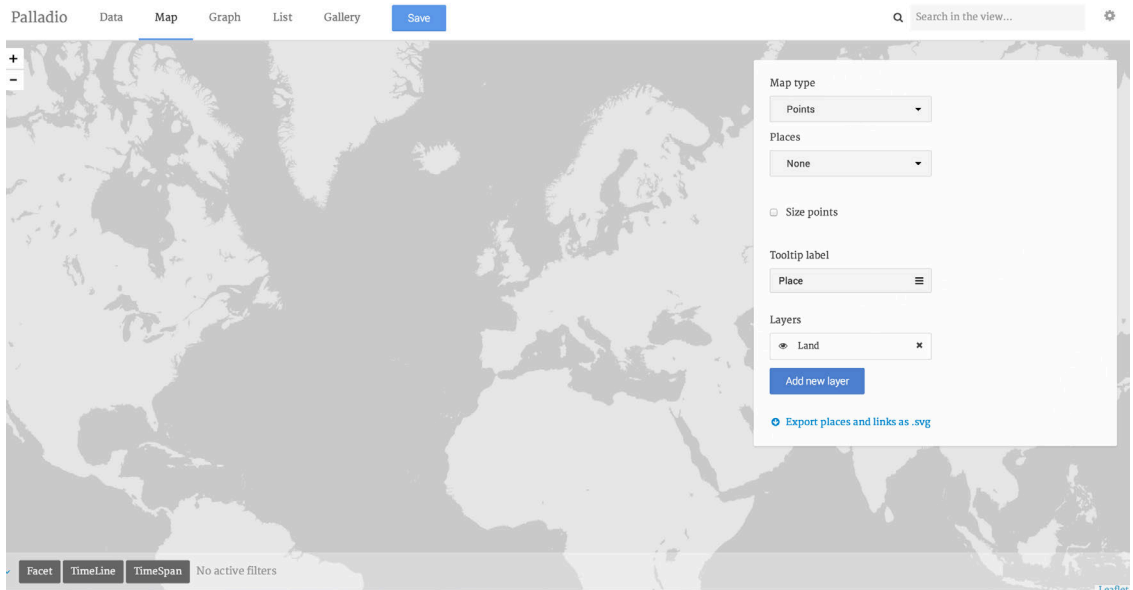 Palladio Data Map Graph List Gallery Save Search in the view...
+
−
Map type
Points
Places
None
Size points
Tooltip label
Place
Layers
Land
Add new layer
Export places and links as .svg
Facet TimeLine TimeSpan No active filters
Leaflet